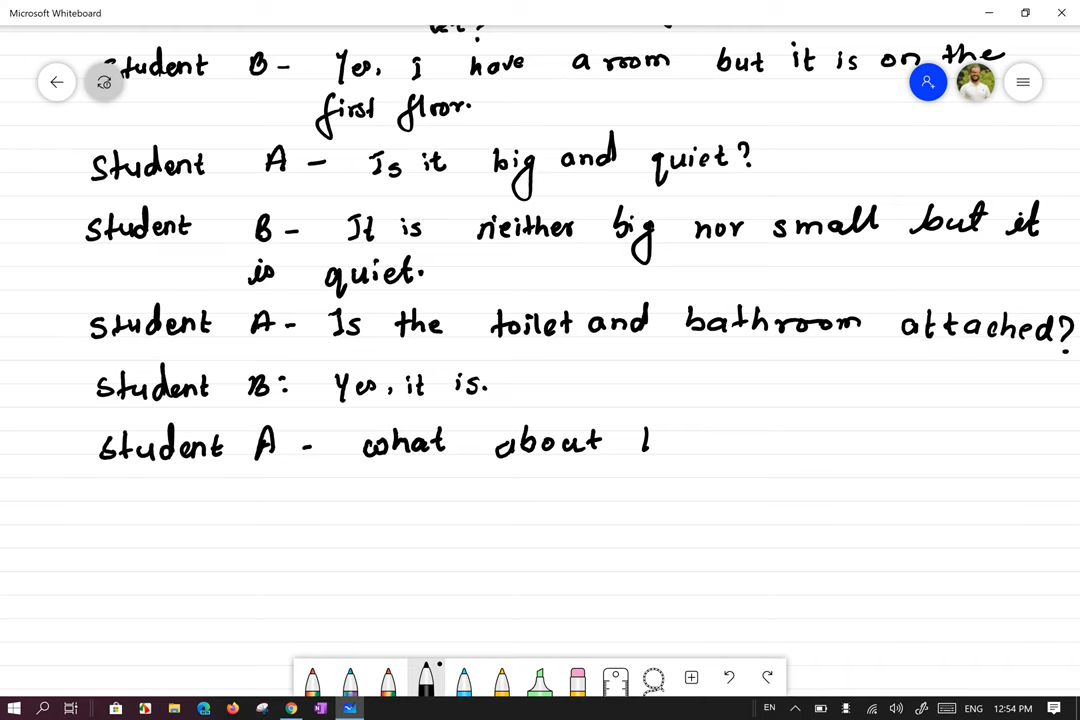 Microsoft Whiteboard
let?
Student B- Yes, I have a room but it is on the
first floor.
Student A - Is it big and quiet?
Student B- It is neither big nor small but it
is quiet.
Student A- Is the toilet and bathroom attached?
Student B: Yes, it is.
Student A - what about
EN
ENG 12:54 PM